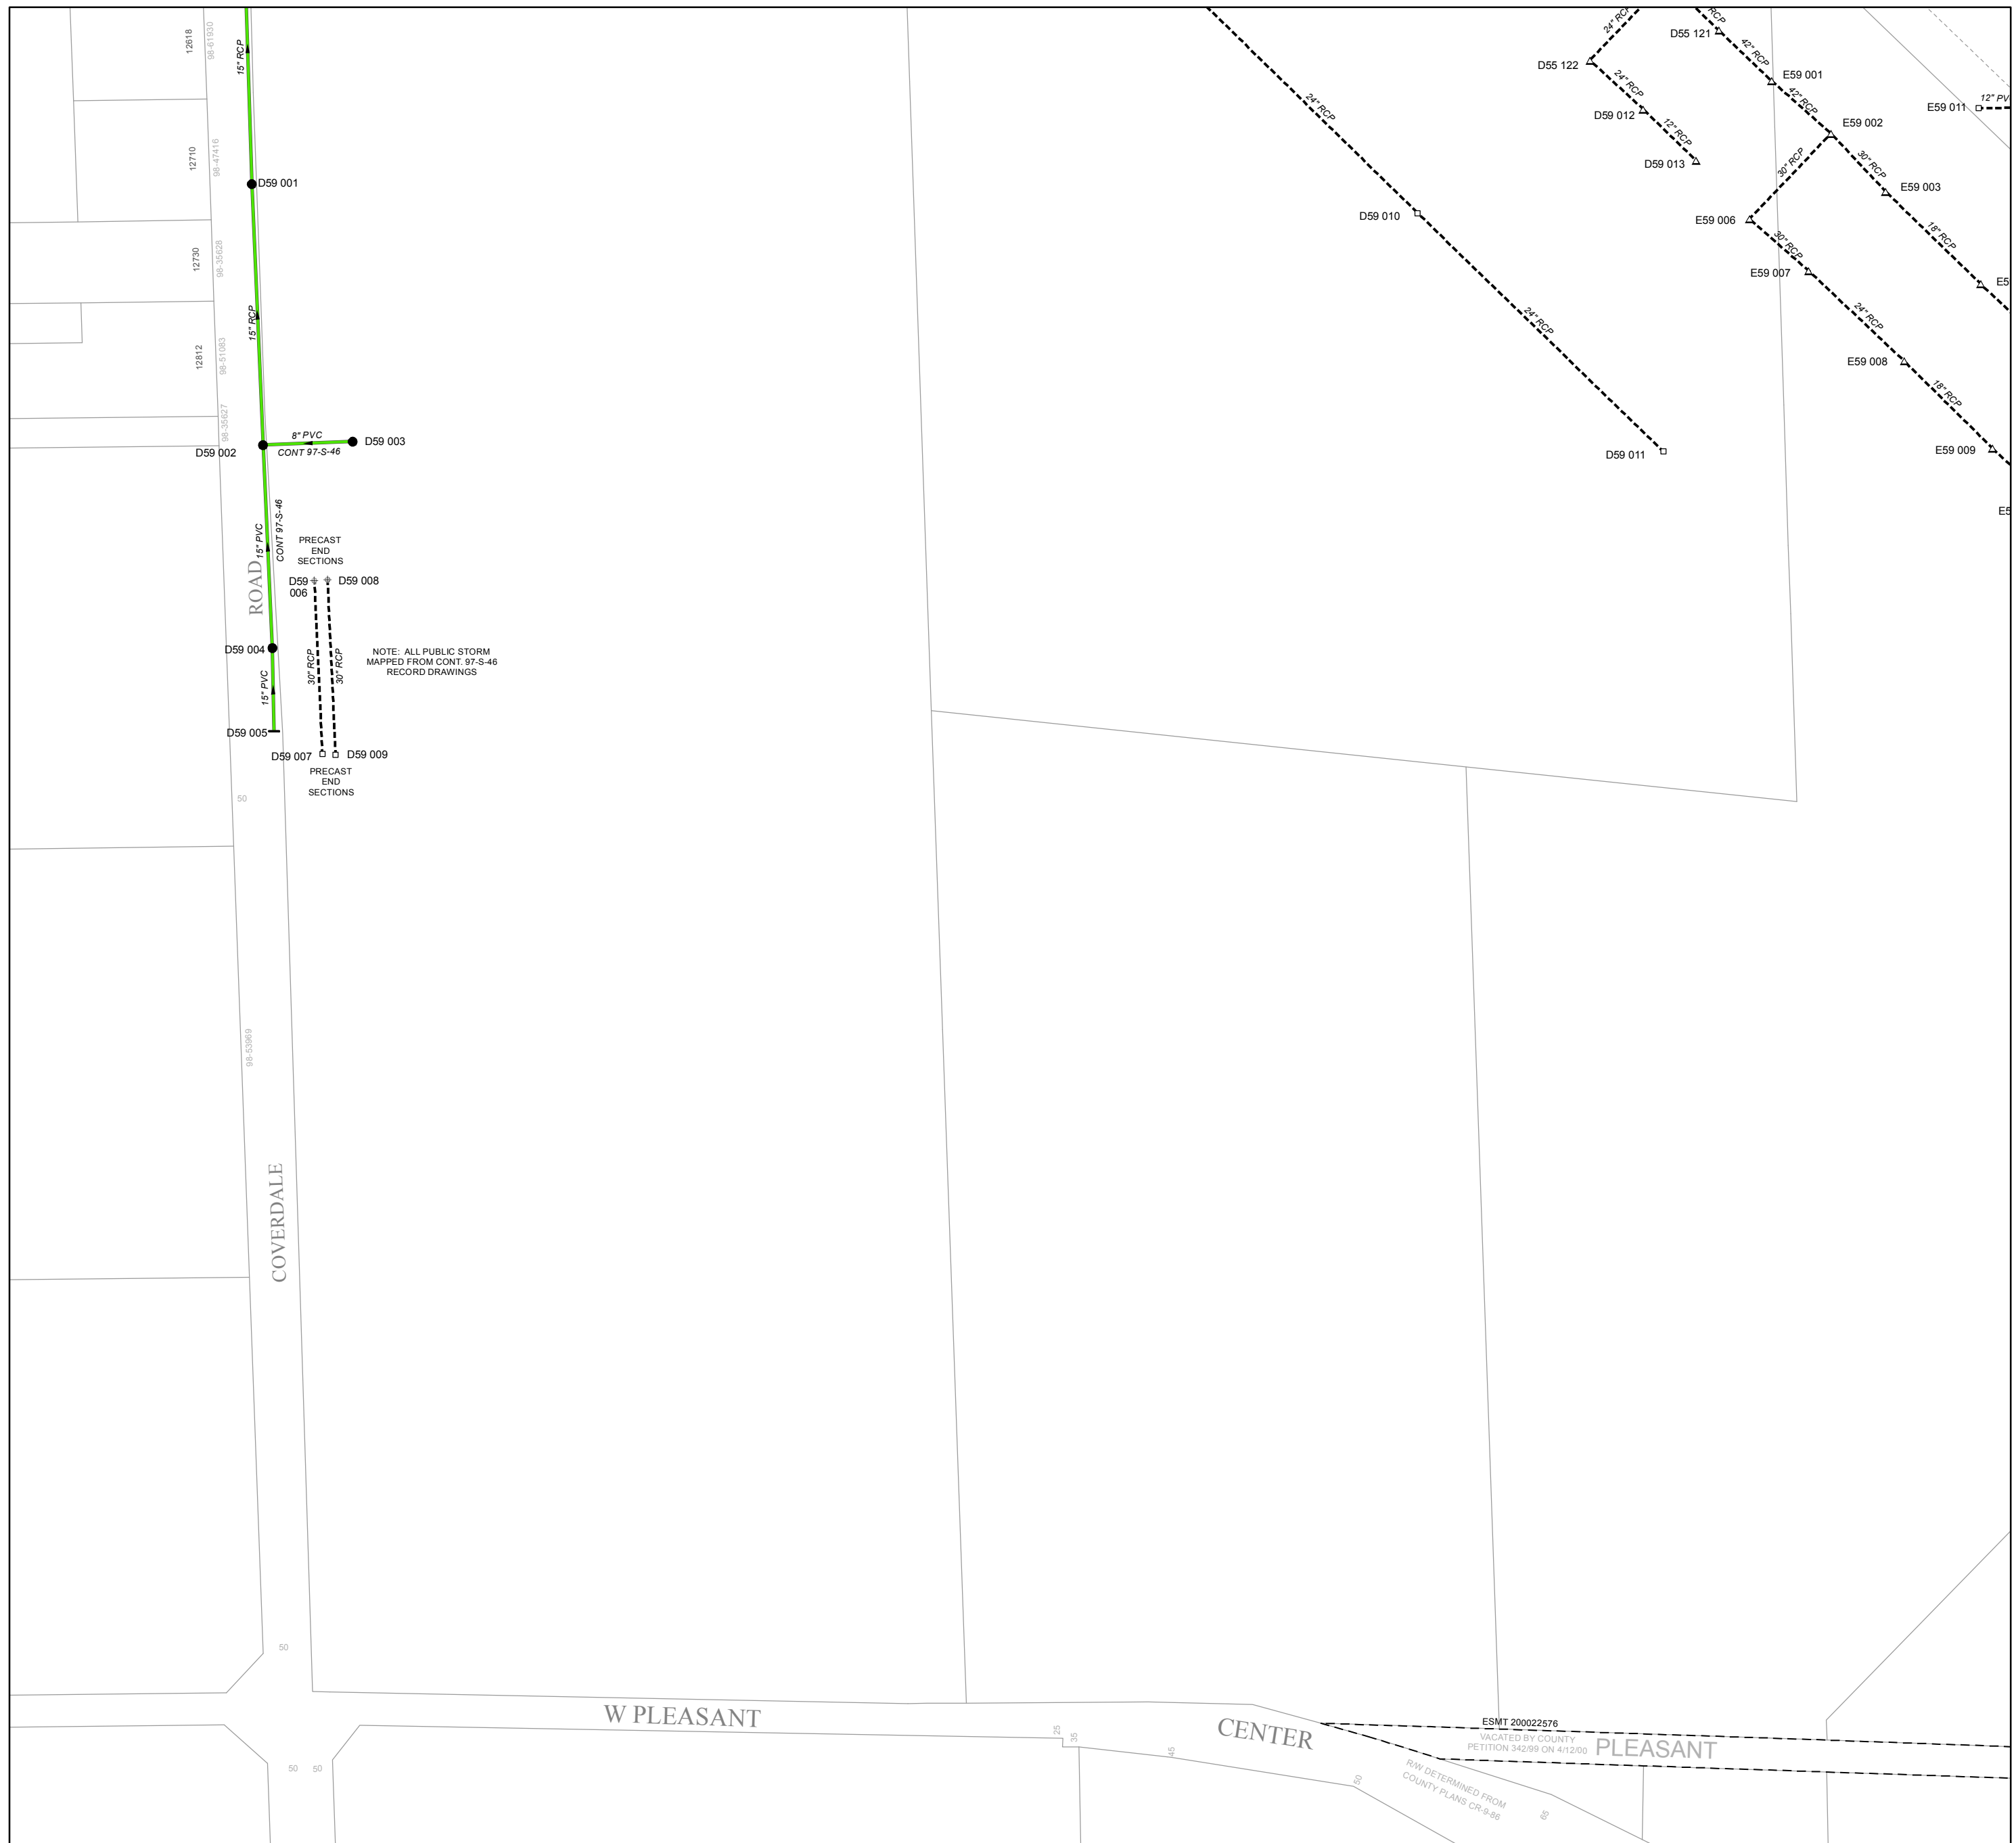 12618
98-61930
15" RCP
12710
98-47416
D59 001
12730
98-35628
15" RCP
12812
98-51083
98-35627
D59 002
8" PVC
CONT 97-S-46
D59 003
15" PVC
CONT 97-S-46
ROAD
PRECAST
END
SECTIONS
D59
006
D59 008
D59 004
30" RCP
30" RCP
NOTE: ALL PUBLIC STORM
MAPPED FROM CONT. 97-S-46
RECORD DRAWINGS
15" PVC
D59 005
D59 007
D59 009
PRECAST
END
SECTIONS
50
98-53969
COVERDALE
50
24" RCP
D59 010
24" RCP
D59 011
24" RCP
D55 122
24" RCP
D59 012
12" RCP
D59 013
RCP
D55 121
42" RCP
E59 001
42" RCP
E59 002
E59 011
12" PV
30" RCP
30" RCP
E59 003
E59 006
30" RCP
E59 007
18" RCP
E5
24" RCP
E59 008
18" RCP
E59 009
E5
W PLEASANT
CENTER
25
35
45
50
50 50
ESMT 200022576
VACATED BY COUNTY
PETITION 342/99 ON 4/12/00
PLEASANT
R/W DETERMINED FROM
COUNTY PLANS CR-9-86
65